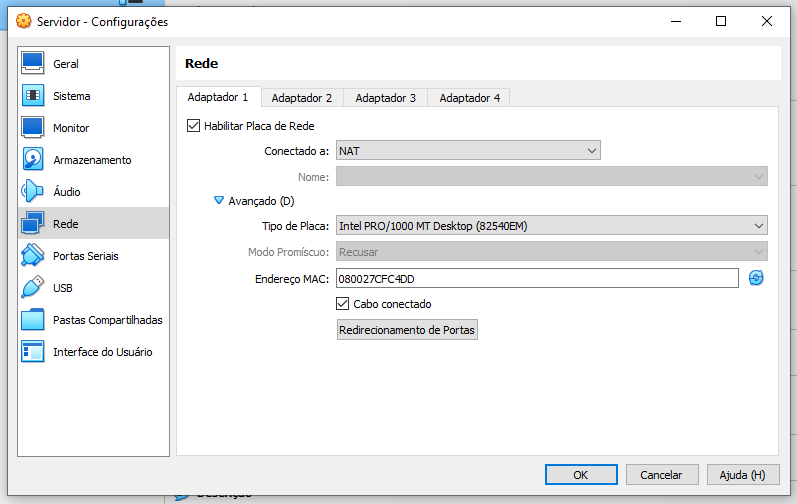 Servidor - Configurações
Geral
Sistema
Monitor
Armazenamento
Áudio
Rede
Portas Seriais
USB
Pastas Compartilhadas
Interface do Usuário
Rede
Adaptador 1 Adaptador 2 Adaptador 3 Adaptador 4
Habilitar Placa de Rede
Conectado a: NAT
Nome:
Avançado (D)
Tipo de Placa: Intel PRO/1000 MT Desktop (82540EM)
Modo Promíscuo: Recusar
Endereço MAC: 080027CFC4DD
Cabo conectado
Redirecionamento de Portas
OK Cancelar Ajuda (H)